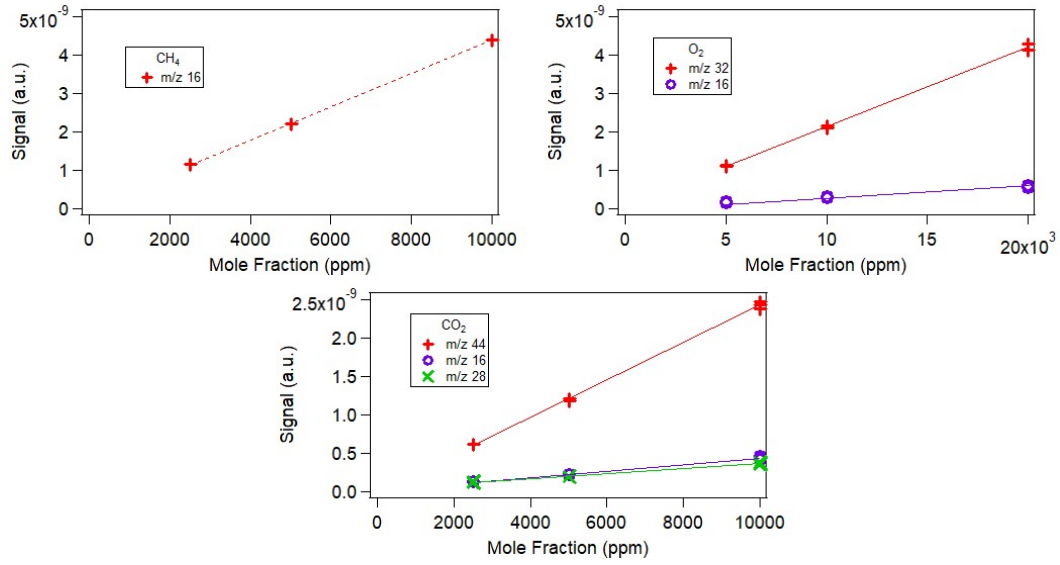 5x10⁻⁹
4
3
2
1
0
Signal (a.u.)
CH₄
m/z 16
0 2000 4000 6000 8000 10000
Mole Fraction (ppm)
5x10⁻⁹
4
3
2
1
0
Signal (a.u.)
O₂
m/z 32
m/z 16
0 5 10 15 20x10³
Mole Fraction (ppm)
2.5x10⁻⁹
2.0
1.5
1.0
0.5
0.0
Signal (a.u.)
CO₂
m/z 44
m/z 16
m/z 28
0 2000 4000 6000 8000 10000
Mole Fraction (ppm)